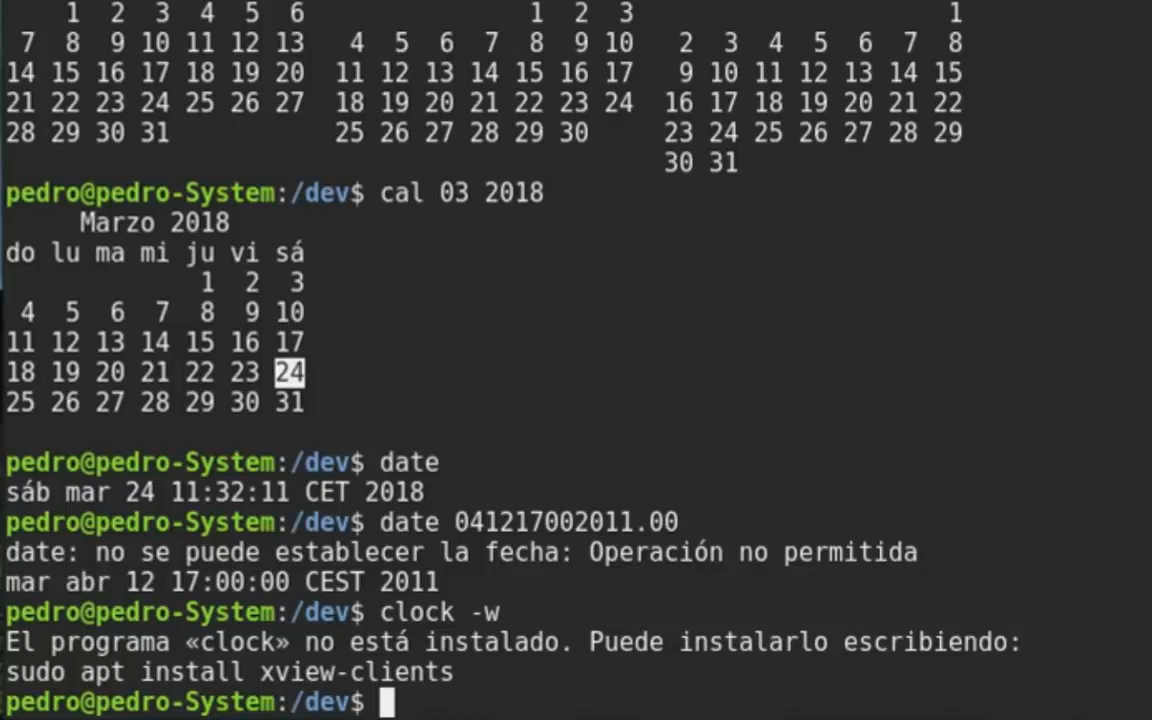 1  2  3  4  5  6                 1  2  3                       1
 7  8  9 10 11 12 13    4  5  6  7  8  9 10    2  3  4  5  6  7  8
14 15 16 17 18 19 20   11 12 13 14 15 16 17    9 10 11 12 13 14 15
21 22 23 24 25 26 27   18 19 20 21 22 23 24   16 17 18 19 20 21 22
28 29 30 31            25 26 27 28 29 30      23 24 25 26 27 28 29
                                              30 31
pedro@pedro-System:/dev$ cal 03 2018
     Marzo 2018
do lu ma mi ju vi sá
             1  2  3
 4  5  6  7  8  9 10
11 12 13 14 15 16 17
18 19 20 21 22 23 24
25 26 27 28 29 30 31
pedro@pedro-System:/dev$ date
sáb mar 24 11:32:11 CET 2018
pedro@pedro-System:/dev$ date 041217002011.00
date: no se puede establecer la fecha: Operación no permitida
mar abr 12 17:00:00 CEST 2011
pedro@pedro-System:/dev$ clock -w
El programa «clock» no está instalado. Puede instalarlo escribiendo:
sudo apt install xview-clients
pedro@pedro-System:/dev$